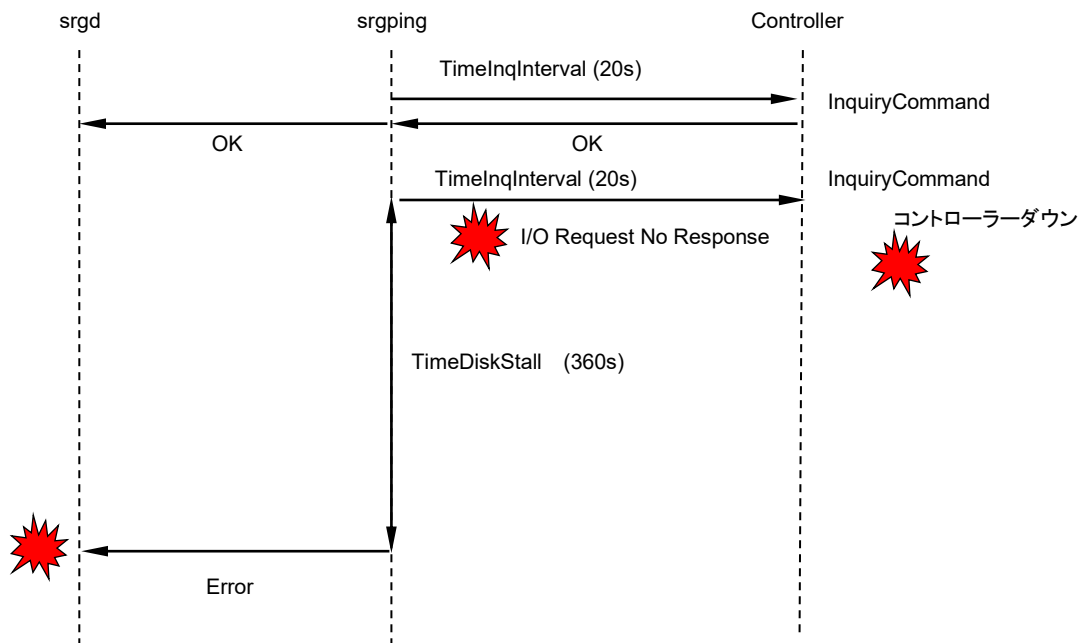 srgd
srgping
Controller
TimeInqInterval (20s)
InquiryCommand
OK
OK
TimeInqInterval (20s)
InquiryCommand
コントローラーダウン
I/O Request No Response
TimeDiskStall (360s)
Error